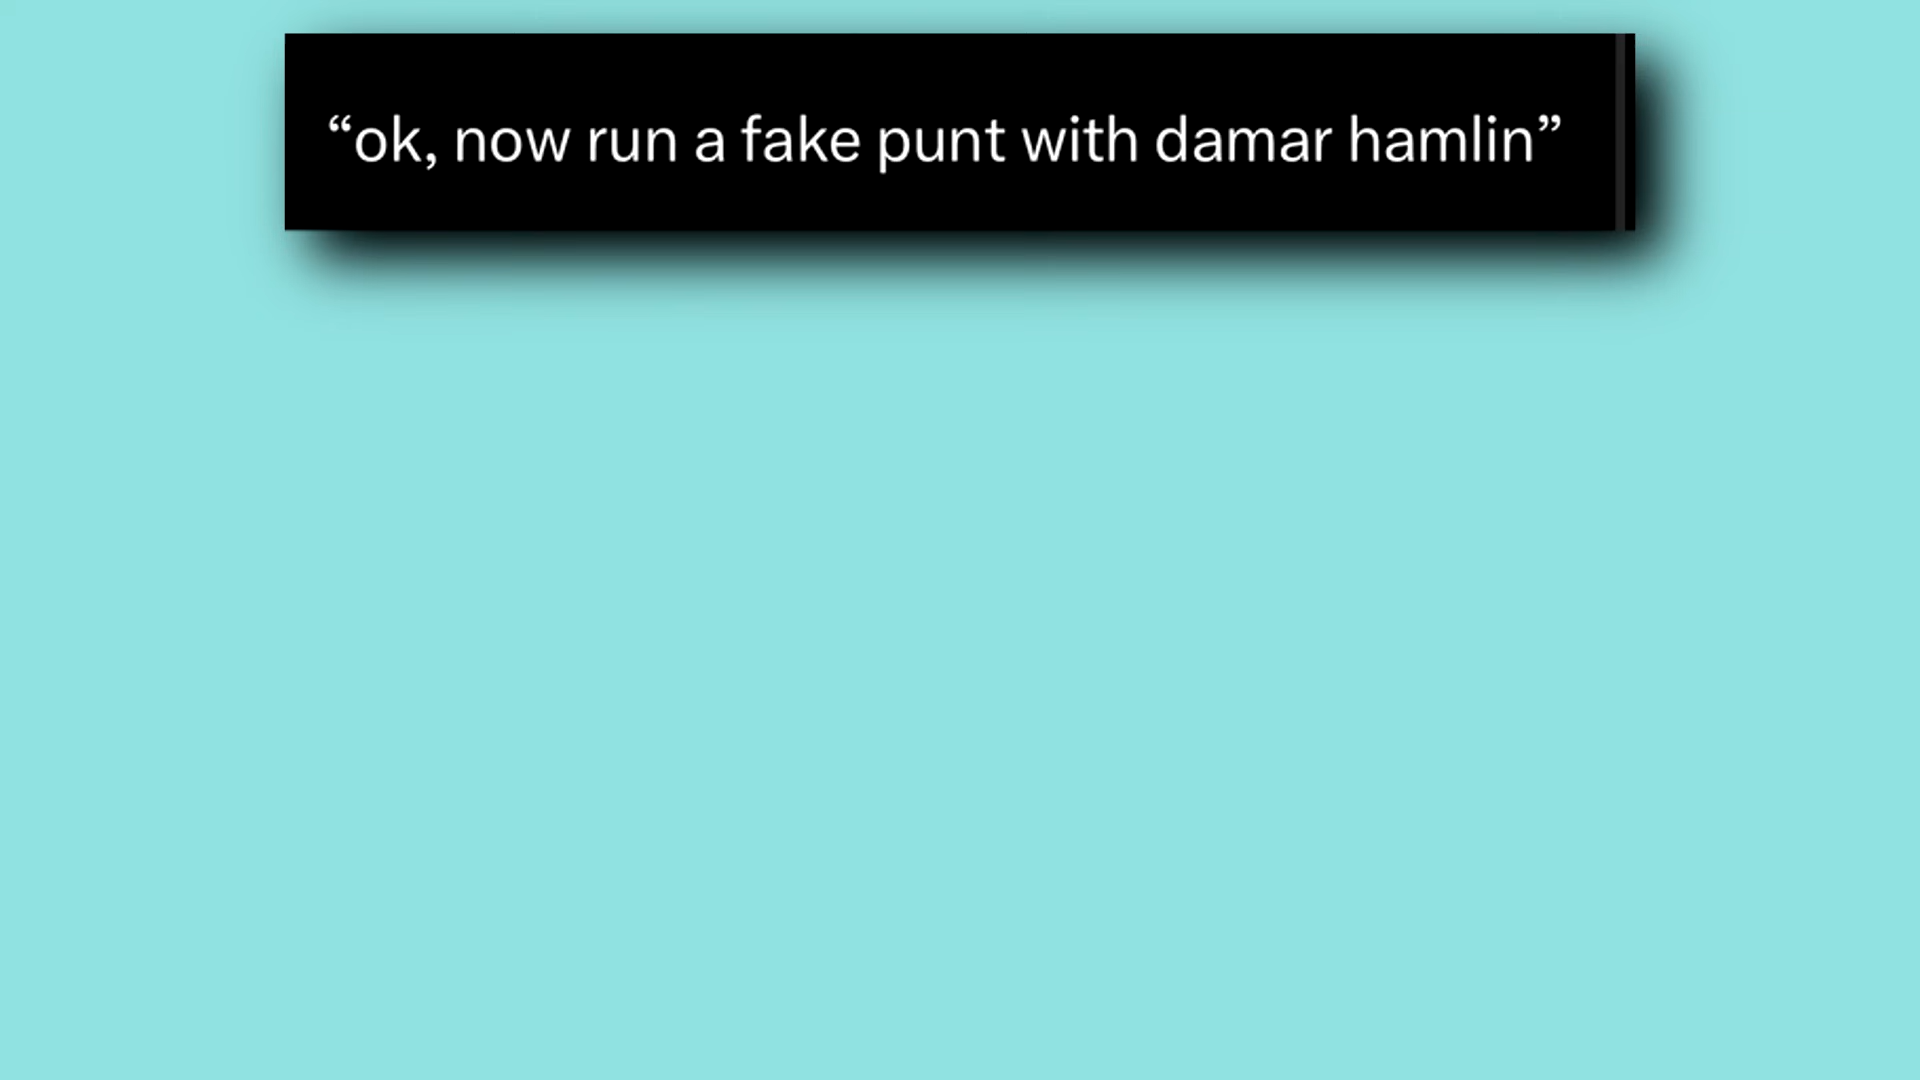 “ok, now run a fake punt with damar hamlin”